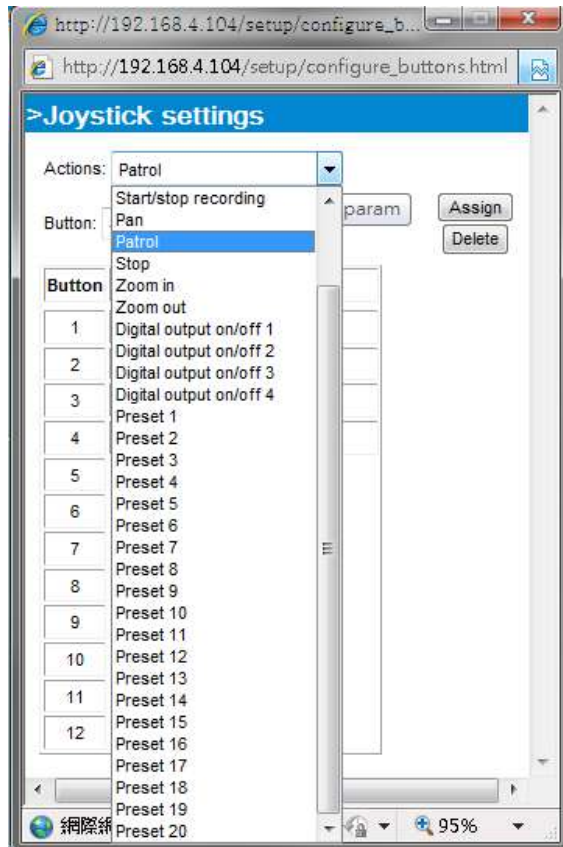 http://192.168.4.104/setup/configure_b...
http://192.168.4.104/setup/configure_buttons.html
>Joystick settings
Actions: Patrol
Start/stop recording
Button: Pan param Assign
Patrol Delete
Stop
Button Zoom in
Zoom out
1 Digital output on/off 1
Digital output on/off 2
2 Digital output on/off 3
3 Digital output on/off 4
Preset 1
4 Preset 2
Preset 3
5 Preset 4
Preset 5
6 Preset 6
7 Preset 7
Preset 8
8 Preset 9
9 Preset 10
Preset 11
10 Preset 12
Preset 13
11 Preset 14
Preset 15
12 Preset 16
Preset 17
Preset 18
Preset 19
網際網 Preset 20 95%